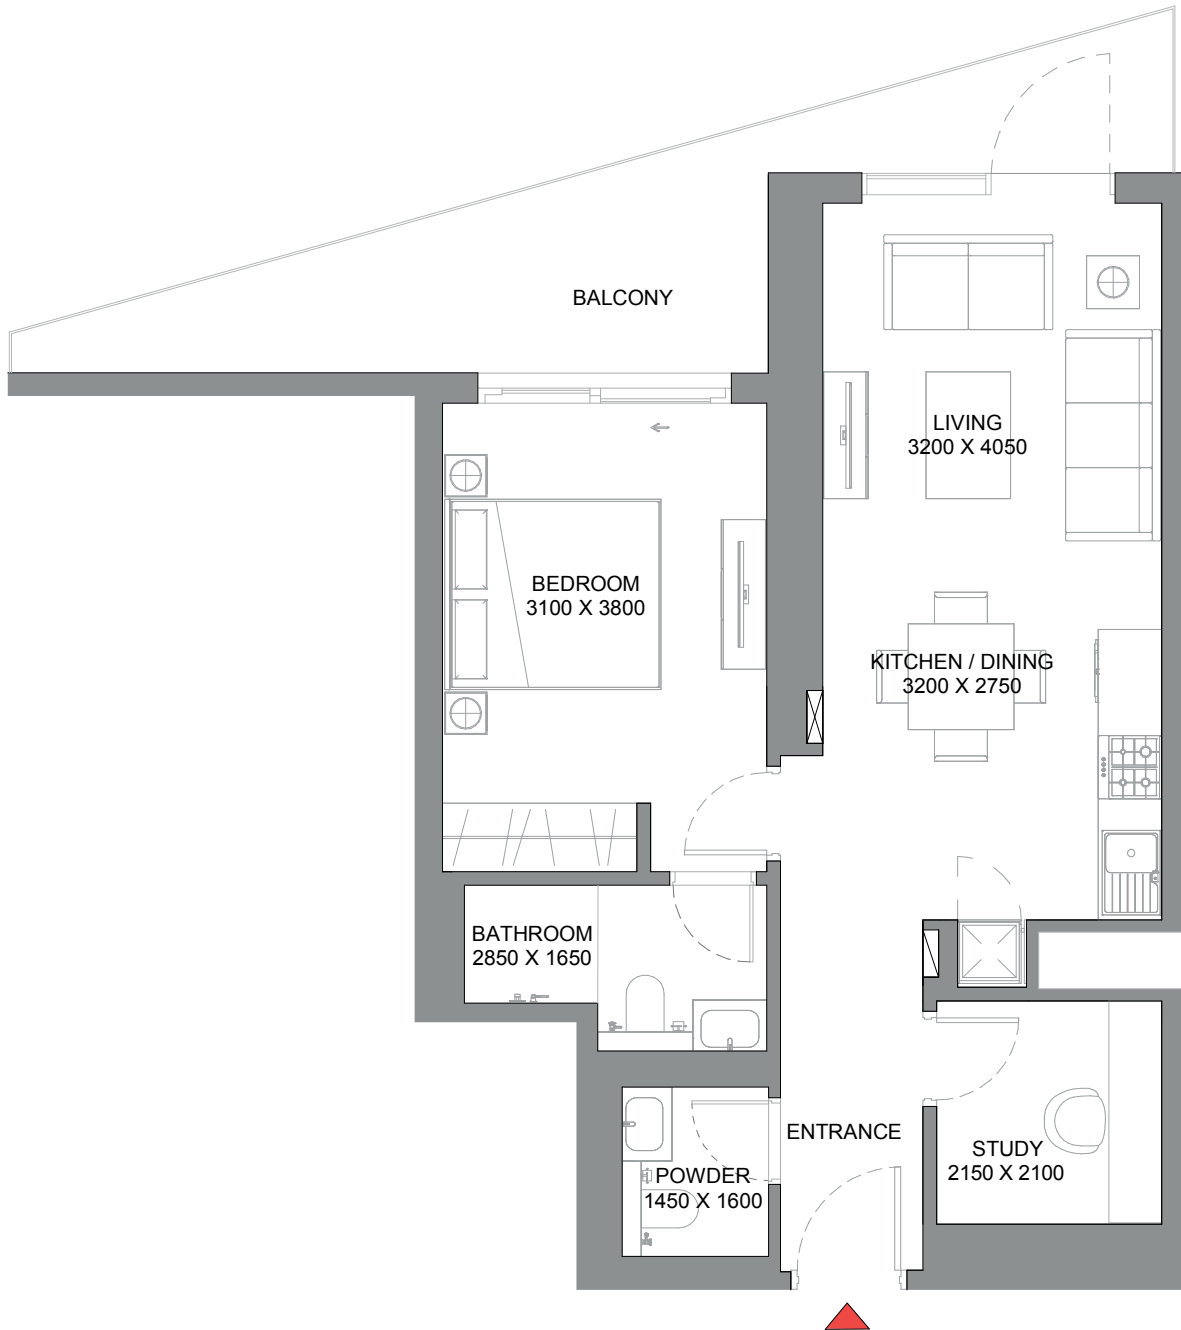 BALCONY
LIVING
3200 X 4050
BEDROOM
3100 X 3800
KITCHEN / DINING
3200 X 2750
BATHROOM
2850 X 1650
ENTRANCE
STUDY
2150 X 2100
POWDER
1450 X 1600